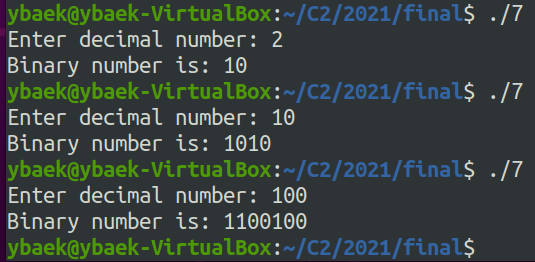 ybaek@ybaek-VirtualBox:~/C2/2021/final$ ./7
Enter decimal number: 2
Binary number is: 10
ybaek@ybaek-VirtualBox:~/C2/2021/final$ ./7
Enter decimal number: 10
Binary number is: 1010
ybaek@ybaek-VirtualBox:~/C2/2021/final$ ./7
Enter decimal number: 100
Binary number is: 1100100
ybaek@ybaek-VirtualBox:~/C2/2021/final$